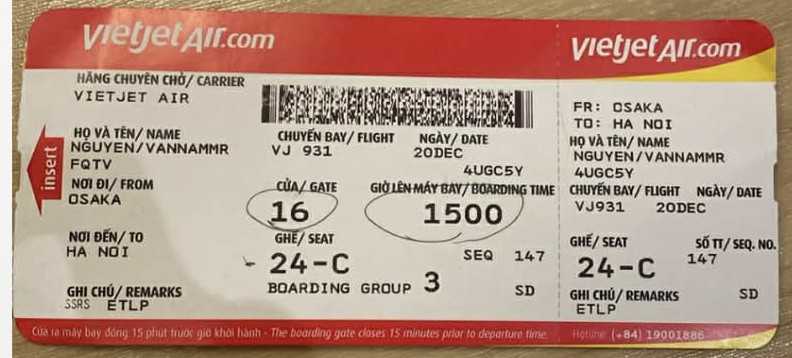 vietjetAir.com
HÃNG CHUYÊN CHỞ/ CARRIER
VIETJET AIR
HỌ VÀ TÊN/ NAME
NGUYEN/VANNAMMR
FQTV
NƠI ĐI/ FROM
OSAKA
NƠI ĐẾN/ TO
HA NOI
GHI CHÚ/ REMARKS
SSRS ETLP
insert
CHUYẾN BAY/ FLIGHT NGÀY/ DATE
VJ 931 20DEC
4UGC5Y
CỬA/ GATE GIỜ LÊN MÁY BAY/ BOARDING TIME
16 1500
GHẾ/ SEAT
24-C SEQ 147
BOARDING GROUP 3 SD
Cửa ra máy bay đóng 15 phút trước giờ khởi hành - The boarding gate closes 15 minutes prior to departure time.
vietjetAir.com
FR: OSAKA
TO: HA NOI
HỌ VÀ TÊN/ NAME
NGUYEN/VANNAMMR
4UGC5Y
CHUYẾN BAY/ FLIGHT NGÀY/ DATE
VJ931 20DEC
GHẾ/ SEAT SỐ TT/ SEQ. NO.
24-C 147
GHI CHÚ/ REMARKS SD
ETLP
Hotline: (+84) 19001886